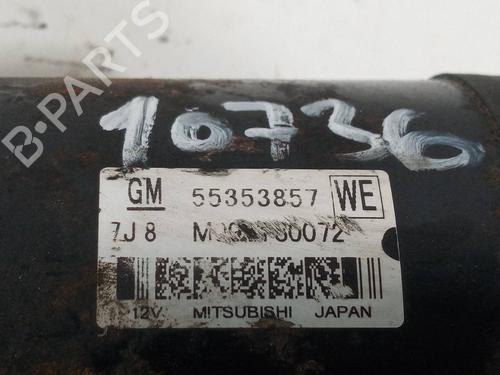 10736
B-PARTS
GM 55353857 WE
7J 8
12V MITSUBISHI JAPAN